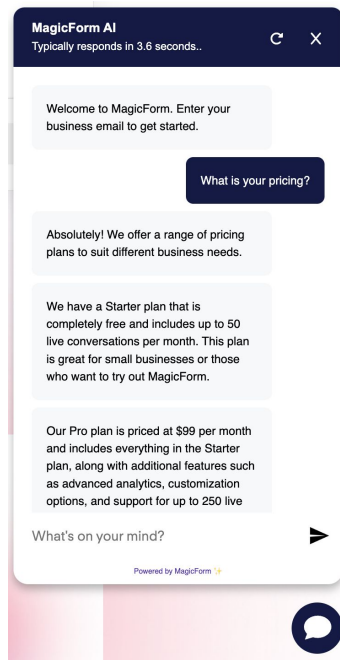 MagicForm AI
Typically responds in 3.6 seconds..
Welcome to MagicForm. Enter your
business email to get started.
What is your pricing?
Absolutely! We offer a range of pricing
plans to suit different business needs.
We have a Starter plan that is
completely free and includes up to 50
live conversations per month. This plan
is great for small businesses or those
who want to try out MagicForm.
Our Pro plan is priced at $99 per month
and includes everything in the Starter
plan, along with additional features such
as advanced analytics, customization
options, and support for up to 250 live
What's on your mind?
Powered by MagicForm ✨